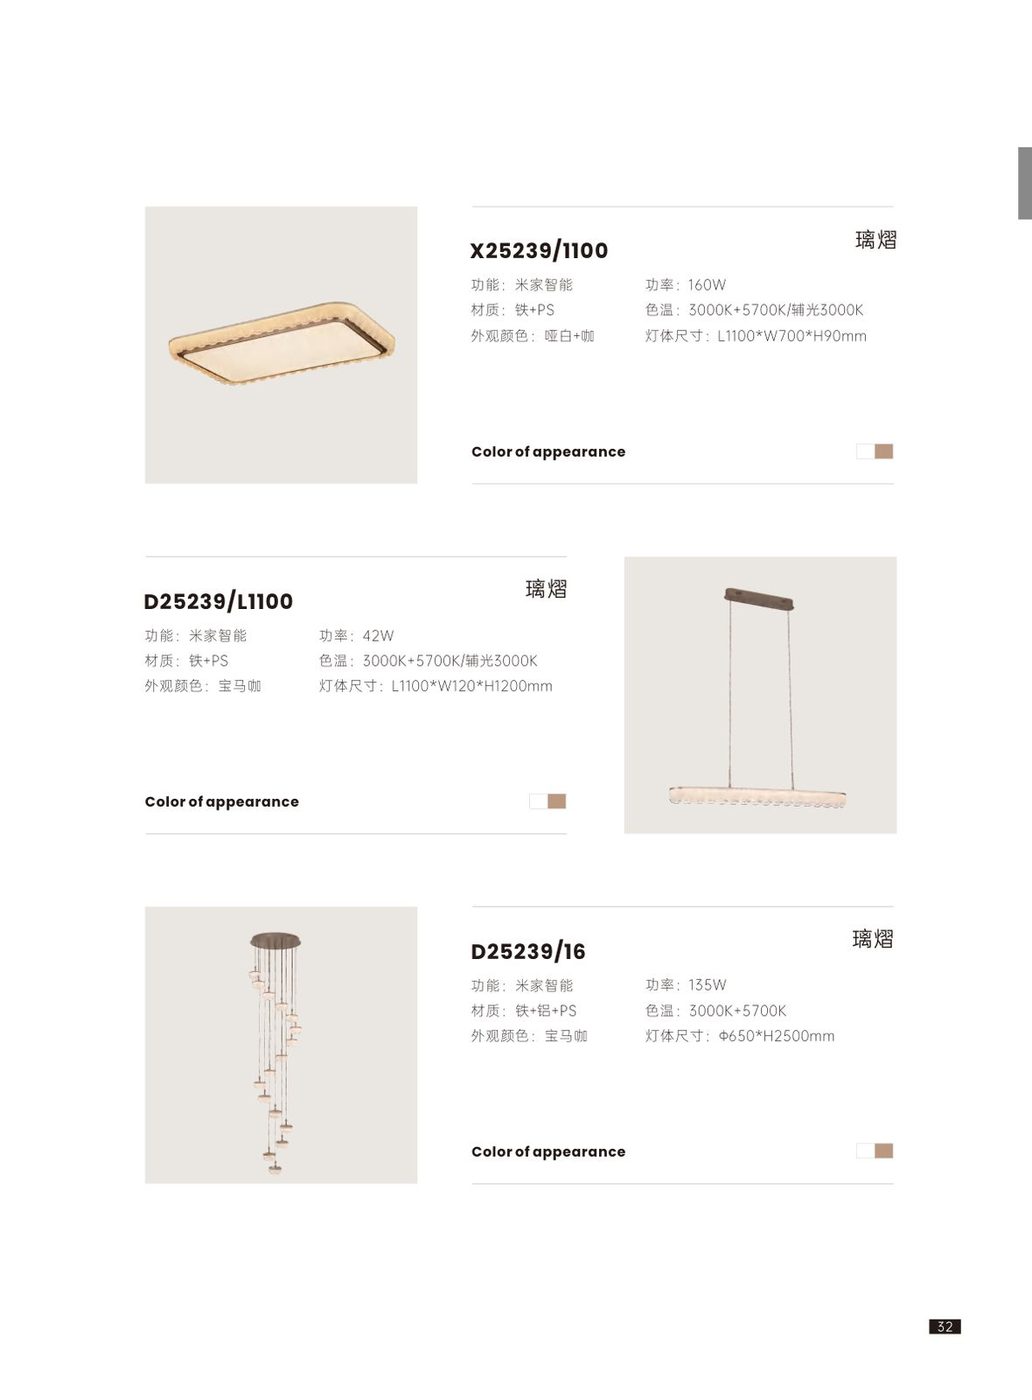 璃熠
X25239/1100
功能：米家智能
功率：160W
材质：铁+PS
色温：3000K+5700K/辅光3000K
外观颜色：哑白+咖
灯体尺寸：L1100*W700*H90mm
Color of appearance
璃熠
D25239/L1100
功能：米家智能
功率：42W
材质：铁+PS
色温：3000K+5700K/辅光3000K
外观颜色：宝马咖
灯体尺寸：L1100*W120*H1200mm
Color of appearance
璃熠
D25239/16
功能：米家智能
功率：135W
材质：铁+铝+PS
色温：3000K+5700K
外观颜色：宝马咖
灯体尺寸：Φ650*H2500mm
Color of appearance
32